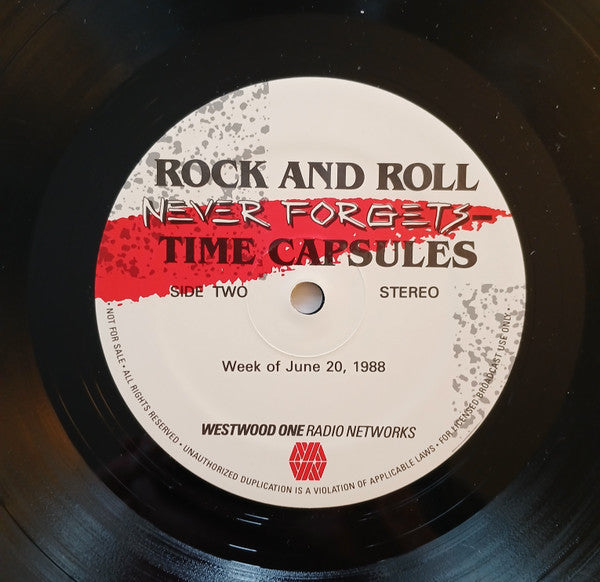 ROCK AND ROLL
NEVER FORGETS—
TIME CAPSULES
SIDE TWO STEREO
Week of June 20, 1988
WESTWOOD ONE RADIO NETWORKS
• NOT FOR SALE • ALL RIGHTS RESERVED • UNAUTHORIZED DUPLICATION IS A VIOLATION OF APPLICABLE LAWS • FOR LICENSED BROADCAST USE ONLY